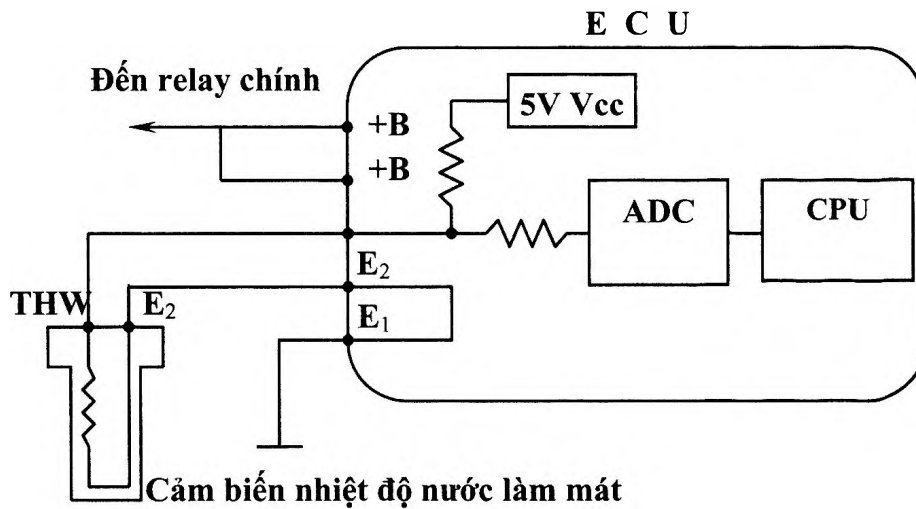 E C U
Đến relay chính
5V Vcc
+B
+B
ADC
CPU
E₂
THW
E₂
E₁
Cảm biến nhiệt độ nước làm mát